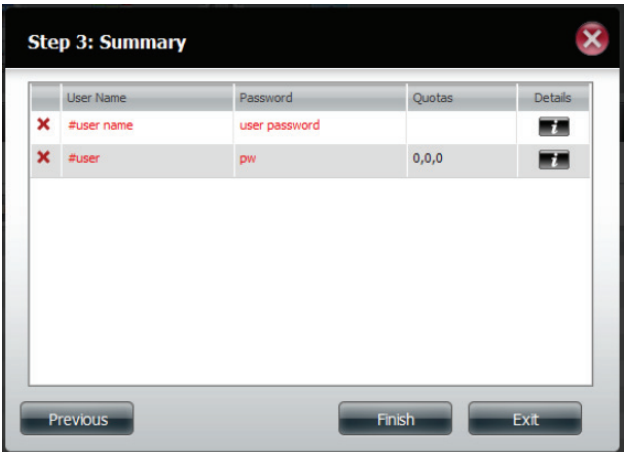 Step 3: Summary
User Name Password Quotas Details
#user name user password
#user pw 0,0,0
Previous Finish Exit